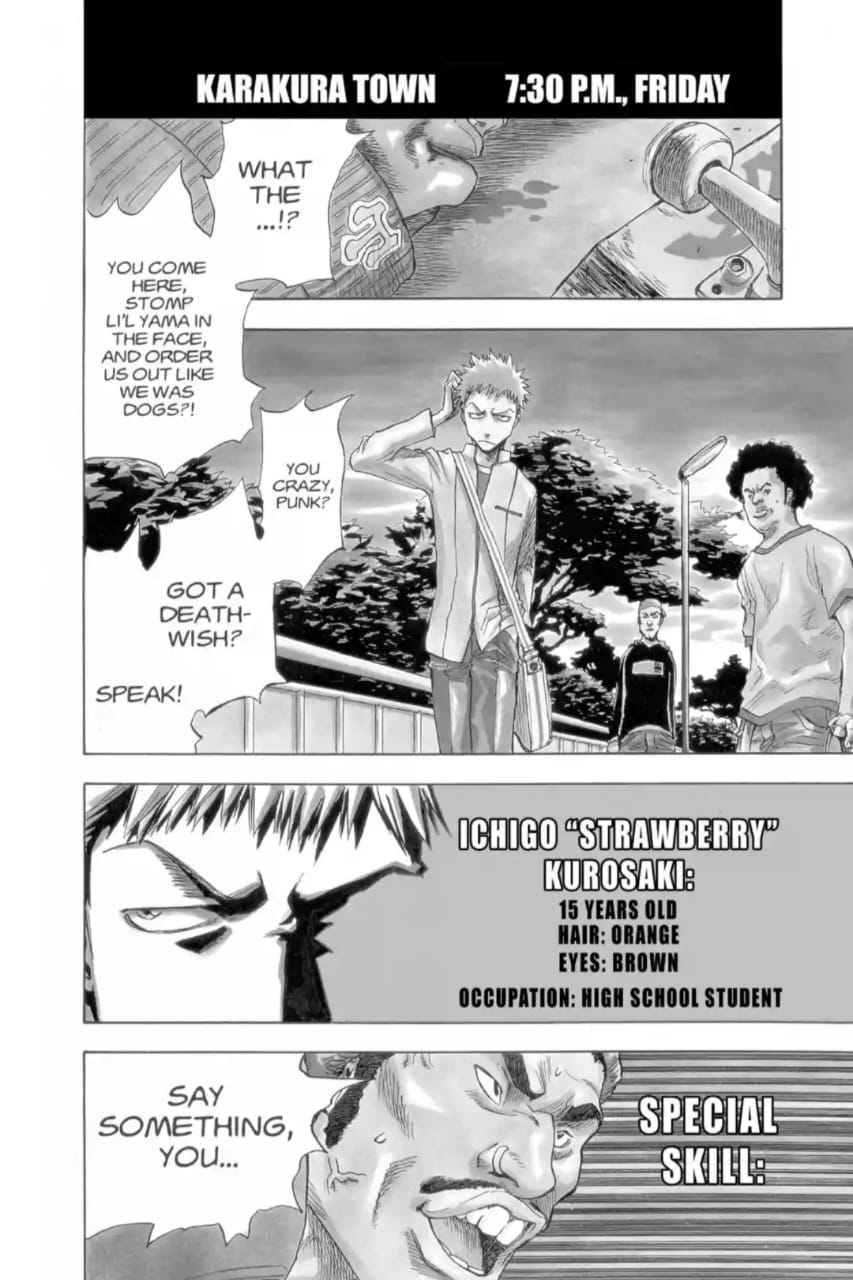 KARAKURA TOWN 7:30 P.M., FRIDAY
WHAT
THE
...!?
YOU COME
HERE,
STOMP
LI'L YAMA IN
THE FACE,
AND ORDER
US OUT LIKE
WE WAS
DOGS?!
YOU
CRAZY,
PUNK?
GOT A
DEATH-
WISH?
SPEAK!
ICHIGO “STRAWBERRY”
KUROSAKI:
15 YEARS OLD
HAIR: ORANGE
EYES: BROWN
OCCUPATION: HIGH SCHOOL STUDENT
SAY
SOMETHING,
YOU...
SPECIAL
SKILL: